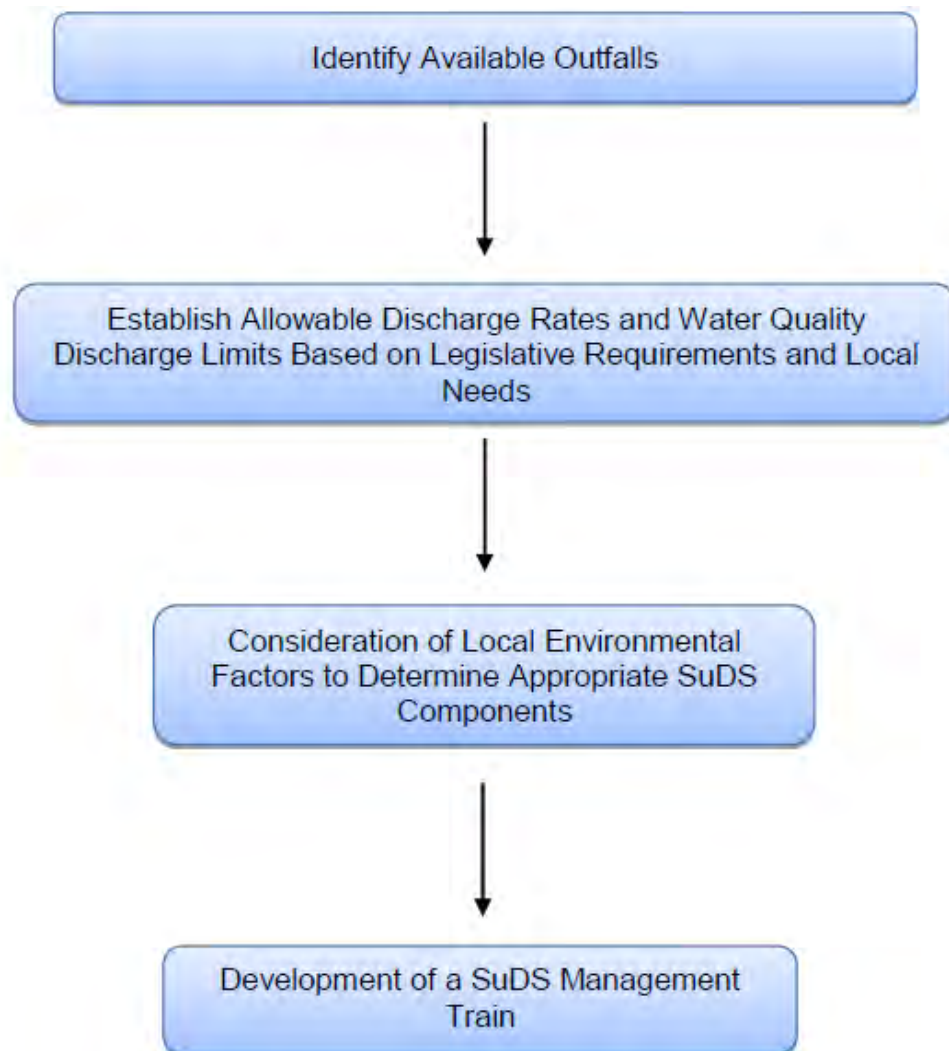 Identify Available Outfalls
Establish Allowable Discharge Rates and Water Quality
Discharge Limits Based on Legislative Requirements and Local
Needs
Consideration of Local Environmental
Factors to Determine Appropriate SuDS
Components
Development of a SuDS Management
Train